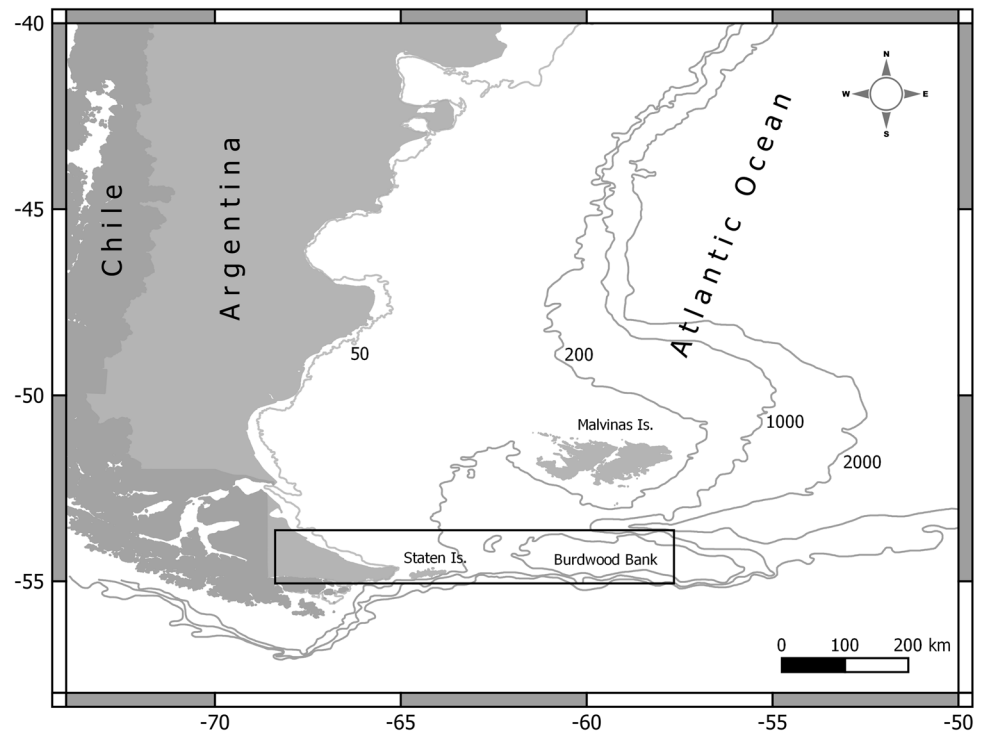 -40
-45
-50
-55
Chile
Argentina
Atlantic Ocean
N
W
E
S
50
200
1000
2000
Malvinas Is.
Staten Is.
Burdwood Bank
0 100 200 km
-70 -65 -60 -55 -50